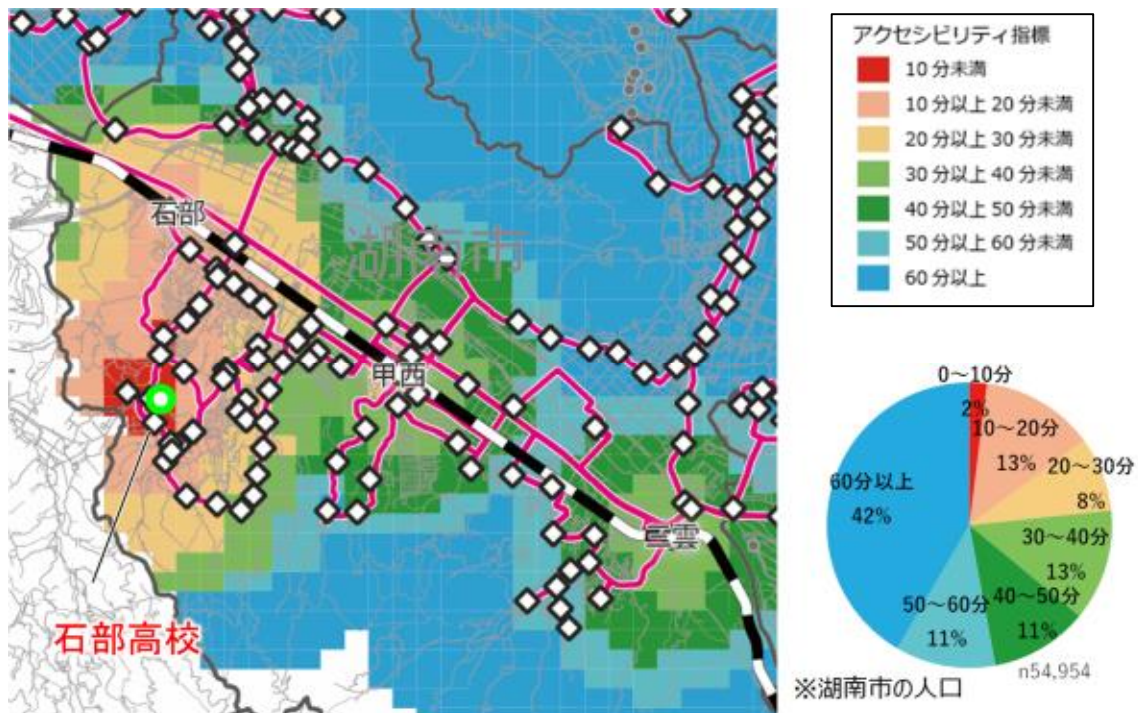 石部
湖南市
甲西
三雲
石部高校
アクセシビリティ指標
10分未満
10分以上20分未満
20分以上30分未満
30分以上40分未満
40分以上50分未満
50分以上60分未満
60分以上
0～10分
2%
10～20分
13%
20～30分
8%
30～40分
13%
40～50分
11%
50～60分
11%
60分以上
42%
n54,954
※湖南市の人口